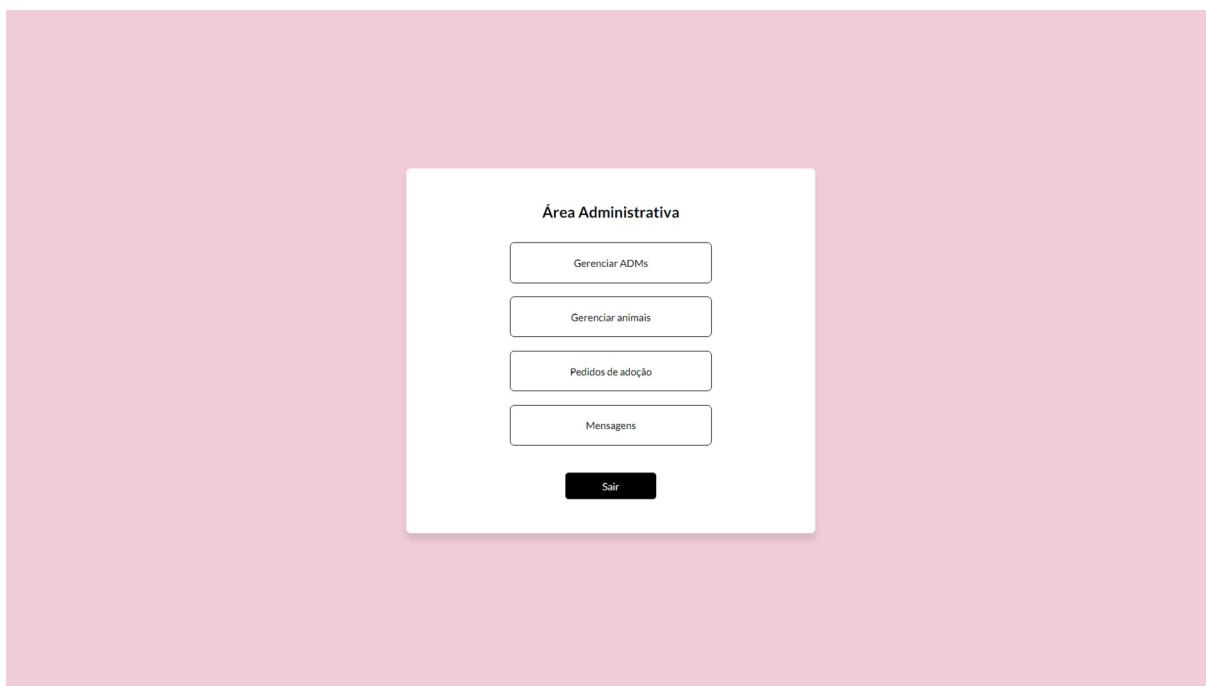 Área Administrativa
Gerenciar ADMs
Gerenciar animais
Pedidos de adoção
Mensagens
Sair